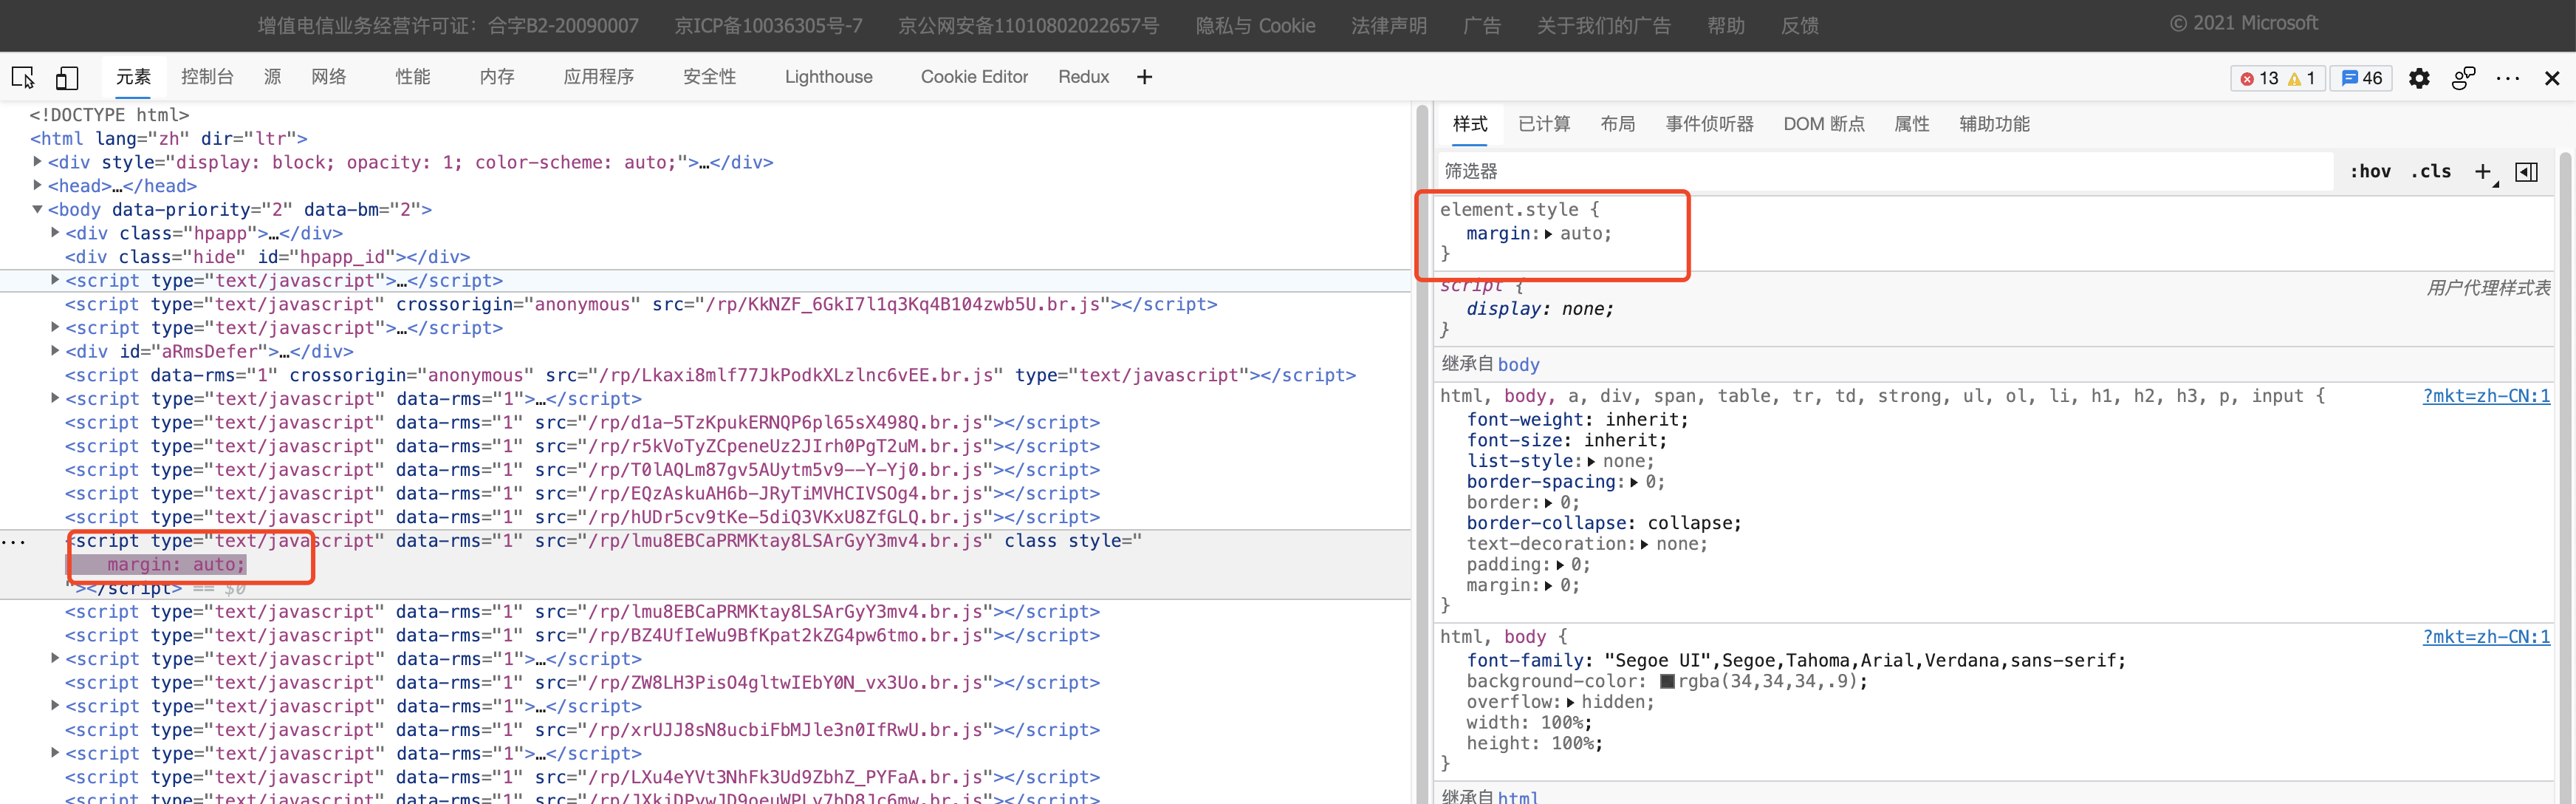 增值电信业务经营许可证：合字B2-20090007 京ICP备10036305号-7 京公网安备11010802022657号 隐私与 Cookie 法律声明 广告 关于我们的广告 帮助 反馈 © 2021 Microsoft
元素 控制台 源 网络 性能 内存 应用程序 安全性 Lighthouse Cookie Editor Redux + 13 1 46
<!DOCTYPE html>
<html lang="zh" dir="ltr">
<div style="display: block; opacity: 1; color-scheme: auto;">…</div>
<head>…</head>
<body data-priority="2" data-bm="2">
<div class="hpapp">…</div>
<div class="hide" id="hpapp_id"></div>
<script type="text/javascript">…</script>
<script type="text/javascript" crossorigin="anonymous" src="/rp/KkNZF_6GkI7l1q3Kq4B104zwb5U.br.js"></script>
<script type="text/javascript">…</script>
<div id="aRmsDefer">…</div>
<script data-rms="1" crossorigin="anonymous" src="/rp/Lkaxi8mlf77JkPodkXLzlnc6vEE.br.js" type="text/javascript"></script>
<script type="text/javascript" data-rms="1">…</script>
<script type="text/javascript" data-rms="1" src="/rp/d1a-5TzKpukERNQP6pl65sX498Q.br.js"></script>
<script type="text/javascript" data-rms="1" src="/rp/r5kVoTyZCpeneUz2JIrh0PgT2uM.br.js"></script>
<script type="text/javascript" data-rms="1" src="/rp/T0lAQLm87gv5AUytm5v9--Y-Yj0.br.js"></script>
<script type="text/javascript" data-rms="1" src="/rp/EQzAskuAH6b-JRyTiMVHCIVSOg4.br.js"></script>
<script type="text/javascript" data-rms="1" src="/rp/hUDr5cv9tKe-5diQ3VKxU8ZfGLQ.br.js"></script>
<script type="text/javascript" data-rms="1" src="/rp/lmu8EBCaPRMKtay8LSArGyY3mv4.br.js" class style="
margin: auto;
"></script> == $0
<script type="text/javascript" data-rms="1" src="/rp/lmu8EBCaPRMKtay8LSArGyY3mv4.br.js"></script>
<script type="text/javascript" data-rms="1" src="/rp/BZ4UfIeWu9BfKpat2kZG4pw6tmo.br.js"></script>
<script type="text/javascript" data-rms="1">…</script>
<script type="text/javascript" data-rms="1" src="/rp/ZW8LH3PisO4gltwIEbY0N_vx3Uo.br.js"></script>
<script type="text/javascript" data-rms="1">…</script>
<script type="text/javascript" data-rms="1" src="/rp/xrUJJ8sN8ucbiFbMJle3n0IfRwU.br.js"></script>
<script type="text/javascript" data-rms="1">…</script>
<script type="text/javascript" data-rms="1" src="/rp/LXu4eYVt3NhFk3Ud9ZbhZ_PYFaA.br.js"></script>
<script type="text/javascript" data-rms="1"
样式 已计算 布局 事件侦听器 DOM 断点 属性 辅助功能
筛选器 :hov .cls +
element.style {
margin: auto;
}
script { 用户代理样式表
display: none;
}
继承自 body
html, body, a, div, span, table, tr, td, strong, ul, ol, li, h1, h2, h3, p, input { ?mkt=zh-CN:1
font-weight: inherit;
font-size: inherit;
list-style: none;
border-spacing: 0;
border: 0;
border-collapse: collapse;
text-decoration: none;
padding: 0;
margin: 0;
}
html, body { ?mkt=zh-CN:1
font-family: "Segoe UI",Segoe,Tahoma,Arial,Verdana,sans-serif;
background-color: rgba(34,34,34,.9);
overflow: hidden;
width: 100%;
height: 100%;
}
继承自 html